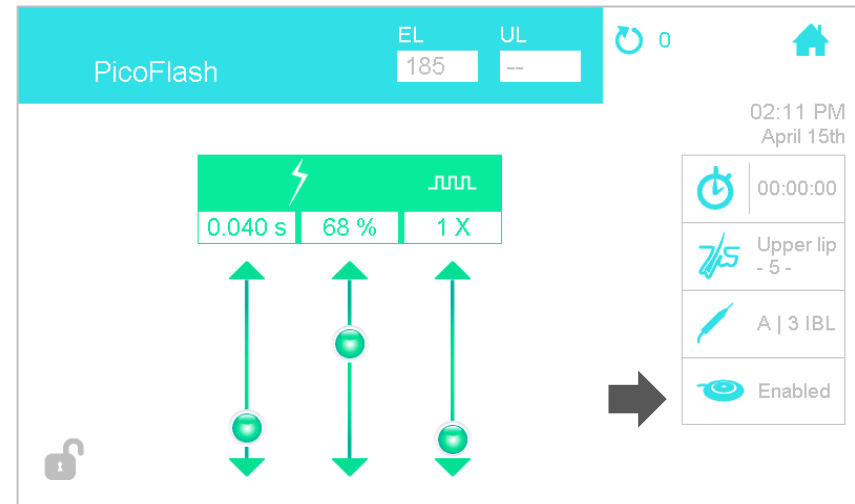 EL UL
PicoFlash 185 --
0
02:11 PM
April 15th
0.040 s 68 % 1 X
00:00:00
Upper lip
- 5 -
A | 3 IBL
Enabled